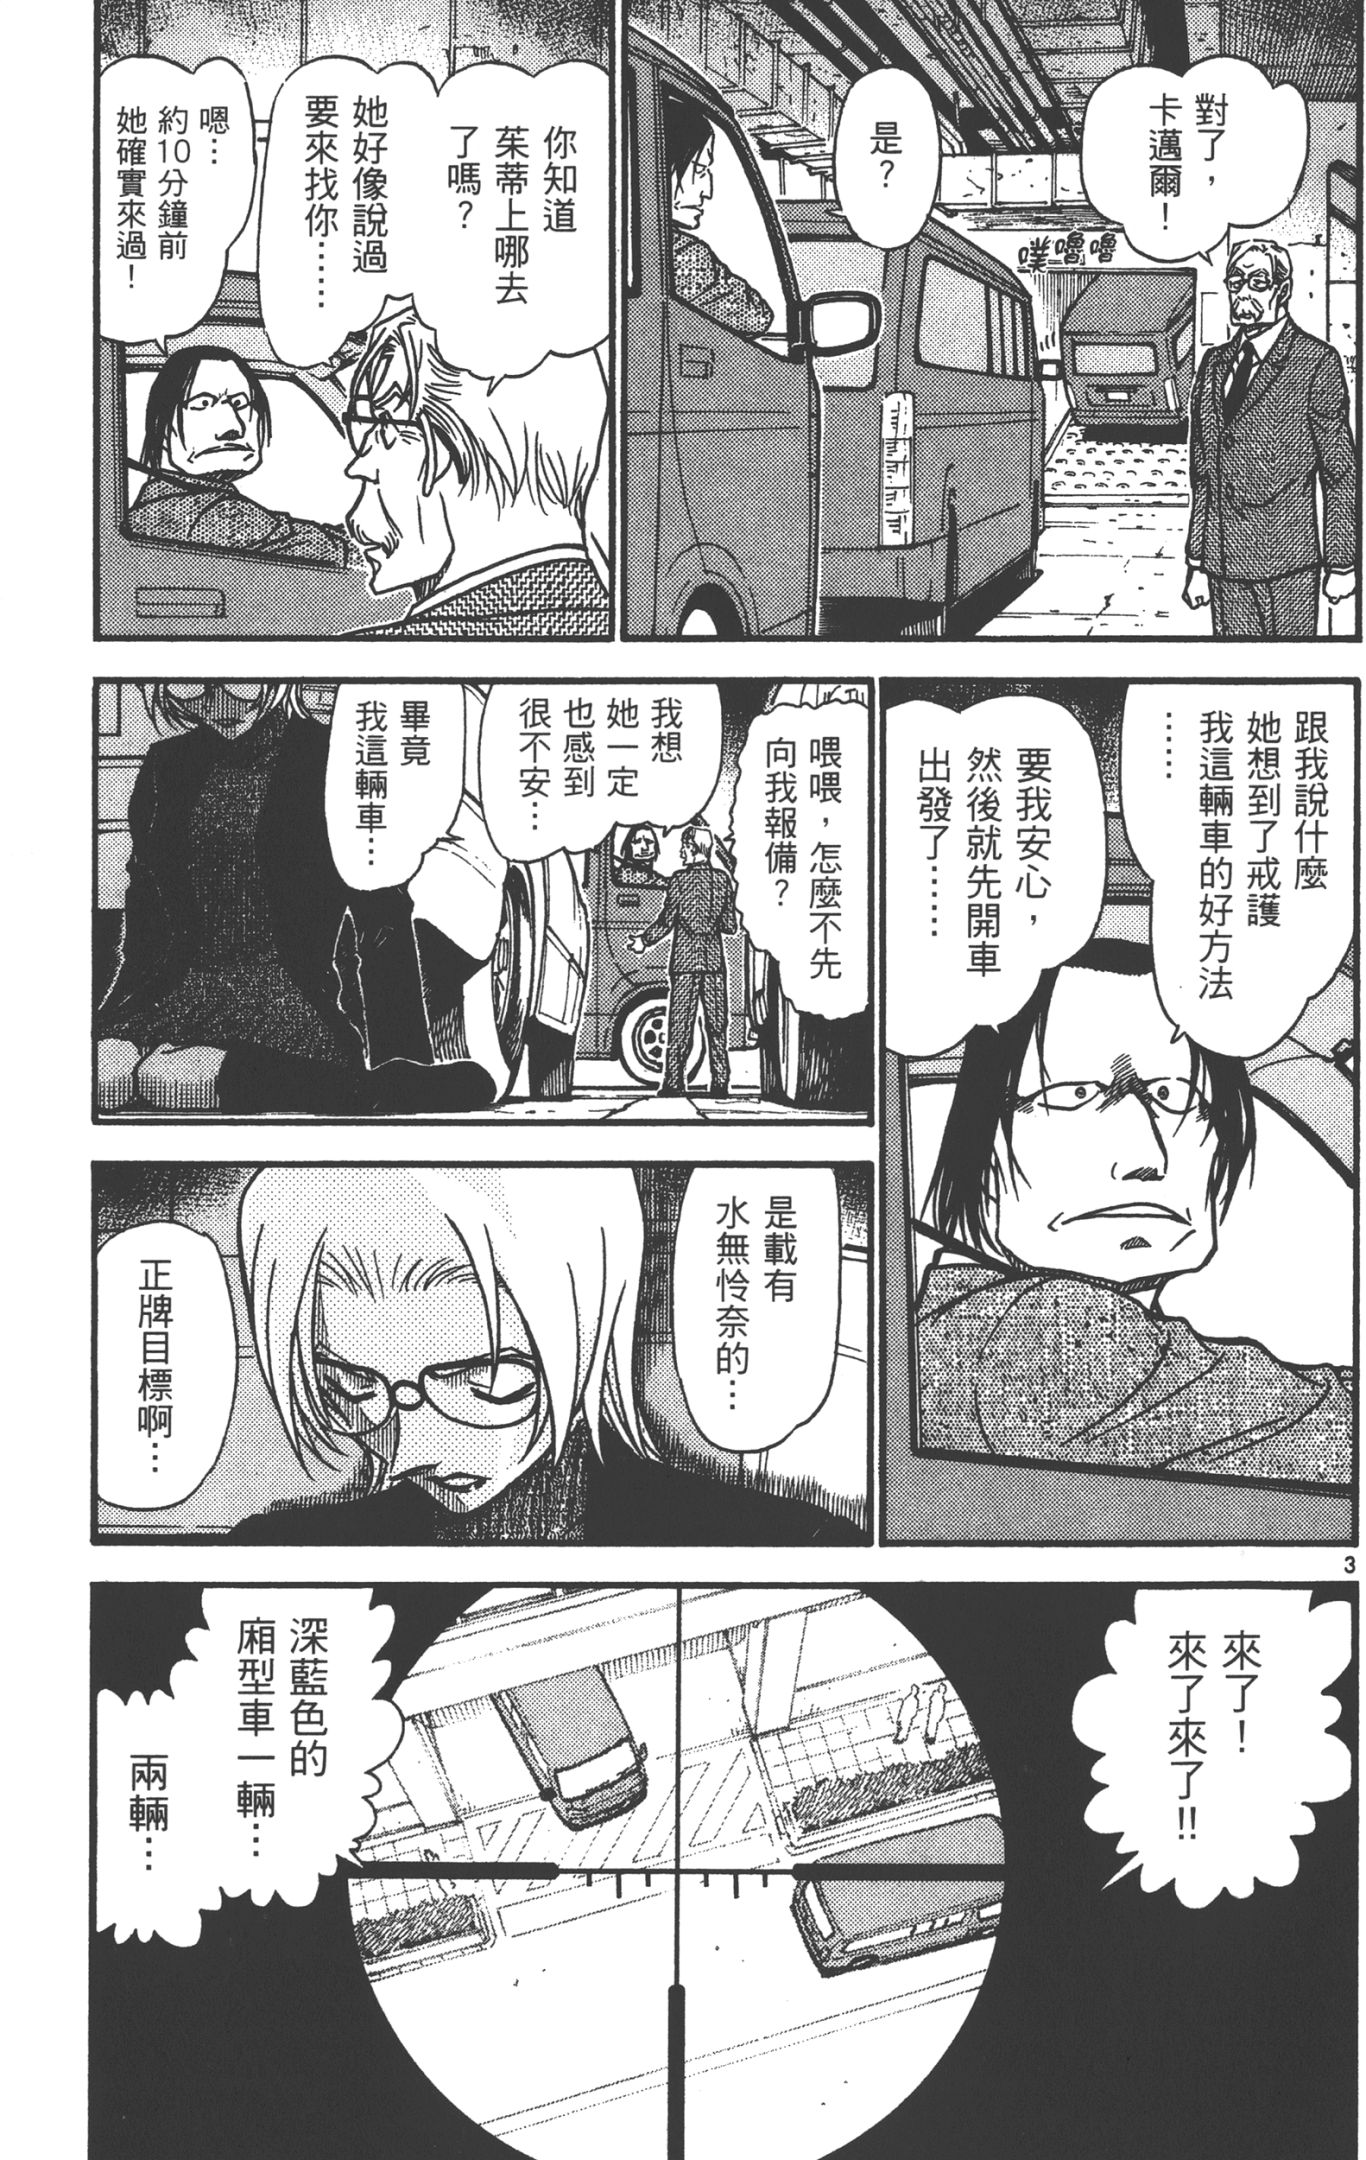 對了，
卡邁爾！
是？
噗嚕嚕
你知道
茱蒂上哪去
了嗎？
她好像說過
要來找你……
嗯…
約10分鐘前
她確實來過！
跟我說什麼
她想到了戒護
我這輛車的好方法
……
要我安心，
然後就先開車
出發了……
喂喂，怎麼不先
向我報備？
我想
她一定
也感到
很不安…
畢竟
我這輛車…
是載有
水無怜奈的…
正牌目標啊…
3
來了！
來了來了!!
深藍色的
廂型車一輛…
兩輛…